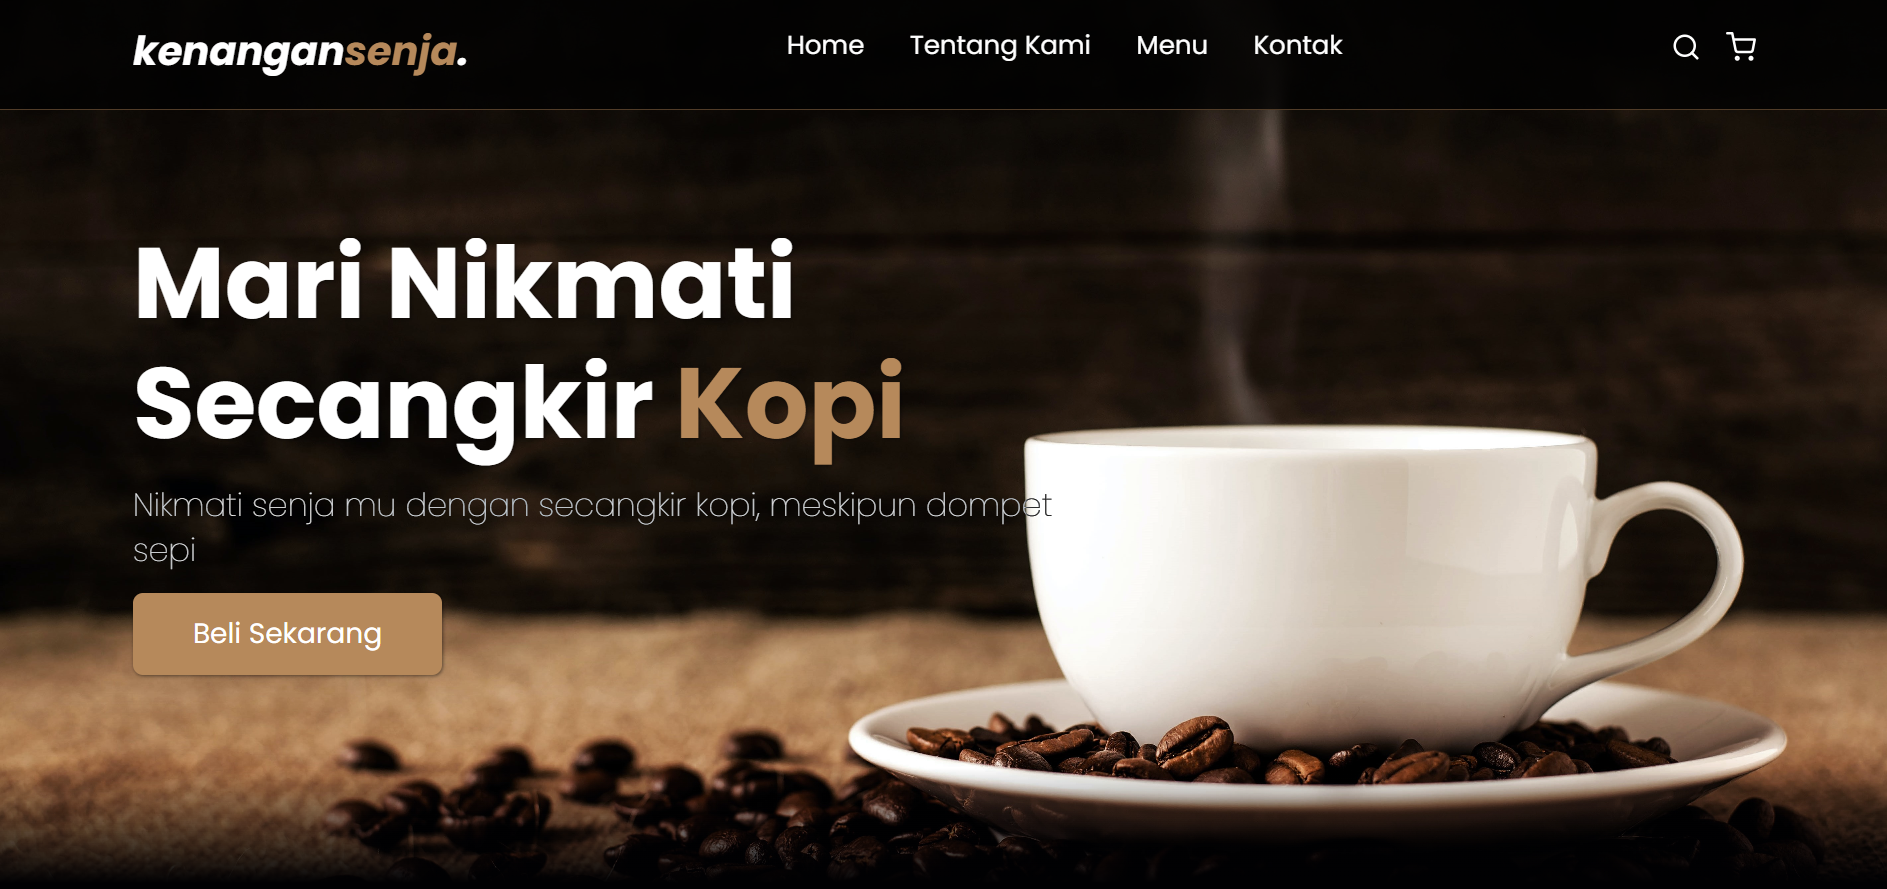 kenangansenja.
Home Tentang Kami Menu Kontak
Mari Nikmati
Secangkir Kopi
Nikmati senja mu dengan secangkir kopi, meskipun dompet
sepi
Beli Sekarang